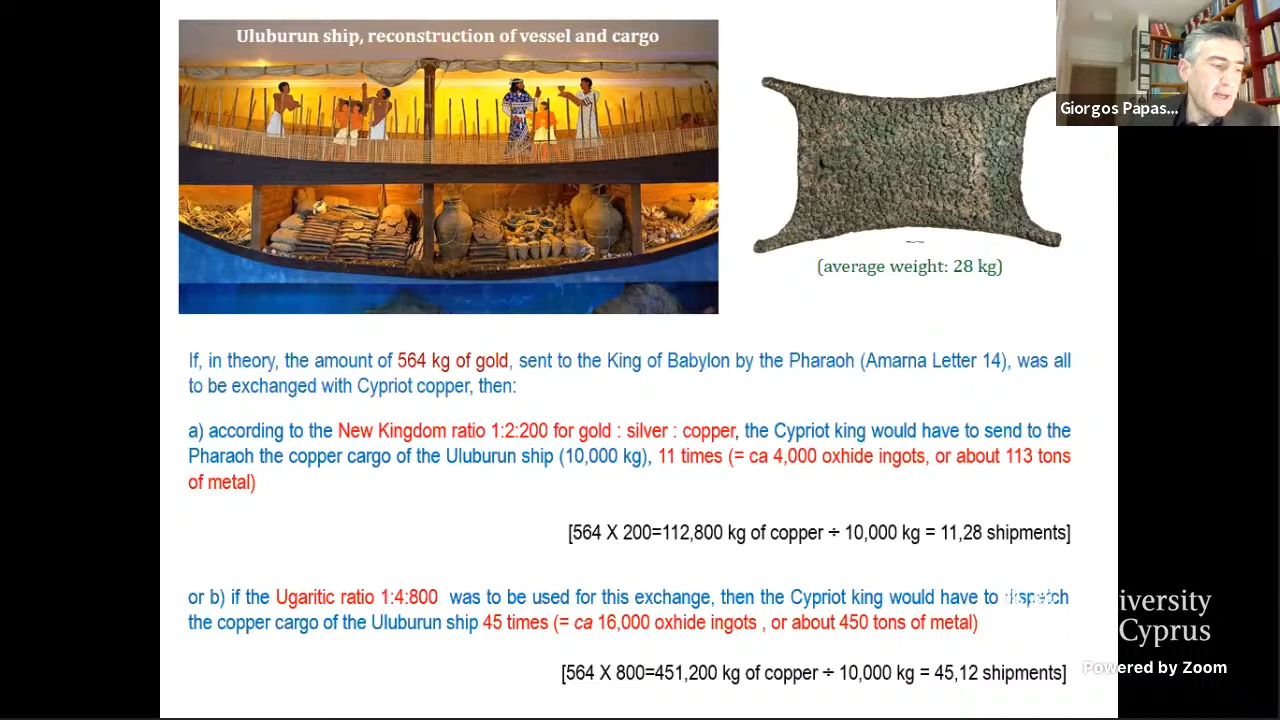 Uluburun ship, reconstruction of vessel and cargo
Giorgos Papas...
(average weight: 28 kg)
If, in theory, the amount of 564 kg of gold, sent to the King of Babylon by the Pharaoh (Amarna Letter 14), was all
to be exchanged with Cypriot copper, then:
a) according to the New Kingdom ratio 1:2:200 for gold : silver : copper, the Cypriot king would have to send to the
Pharaoh the copper cargo of the Uluburun ship (10,000 kg), 11 times (= ca 4,000 oxhide ingots, or about 113 tons
of metal)
[564 X 200=112,800 kg of copper ÷ 10,000 kg = 11,28 shipments]
or b) if the Ugaritic ratio 1:4:800 was to be used for this exchange, then the Cypriot king would have to dispatch
the copper cargo of the Uluburun ship 45 times (= ca 16,000 oxhide ingots , or about 450 tons of metal)
[564 X 800=451,200 kg of copper ÷ 10,000 kg = 45,12 shipments]
iversity
Cyprus
Powered by Zoom